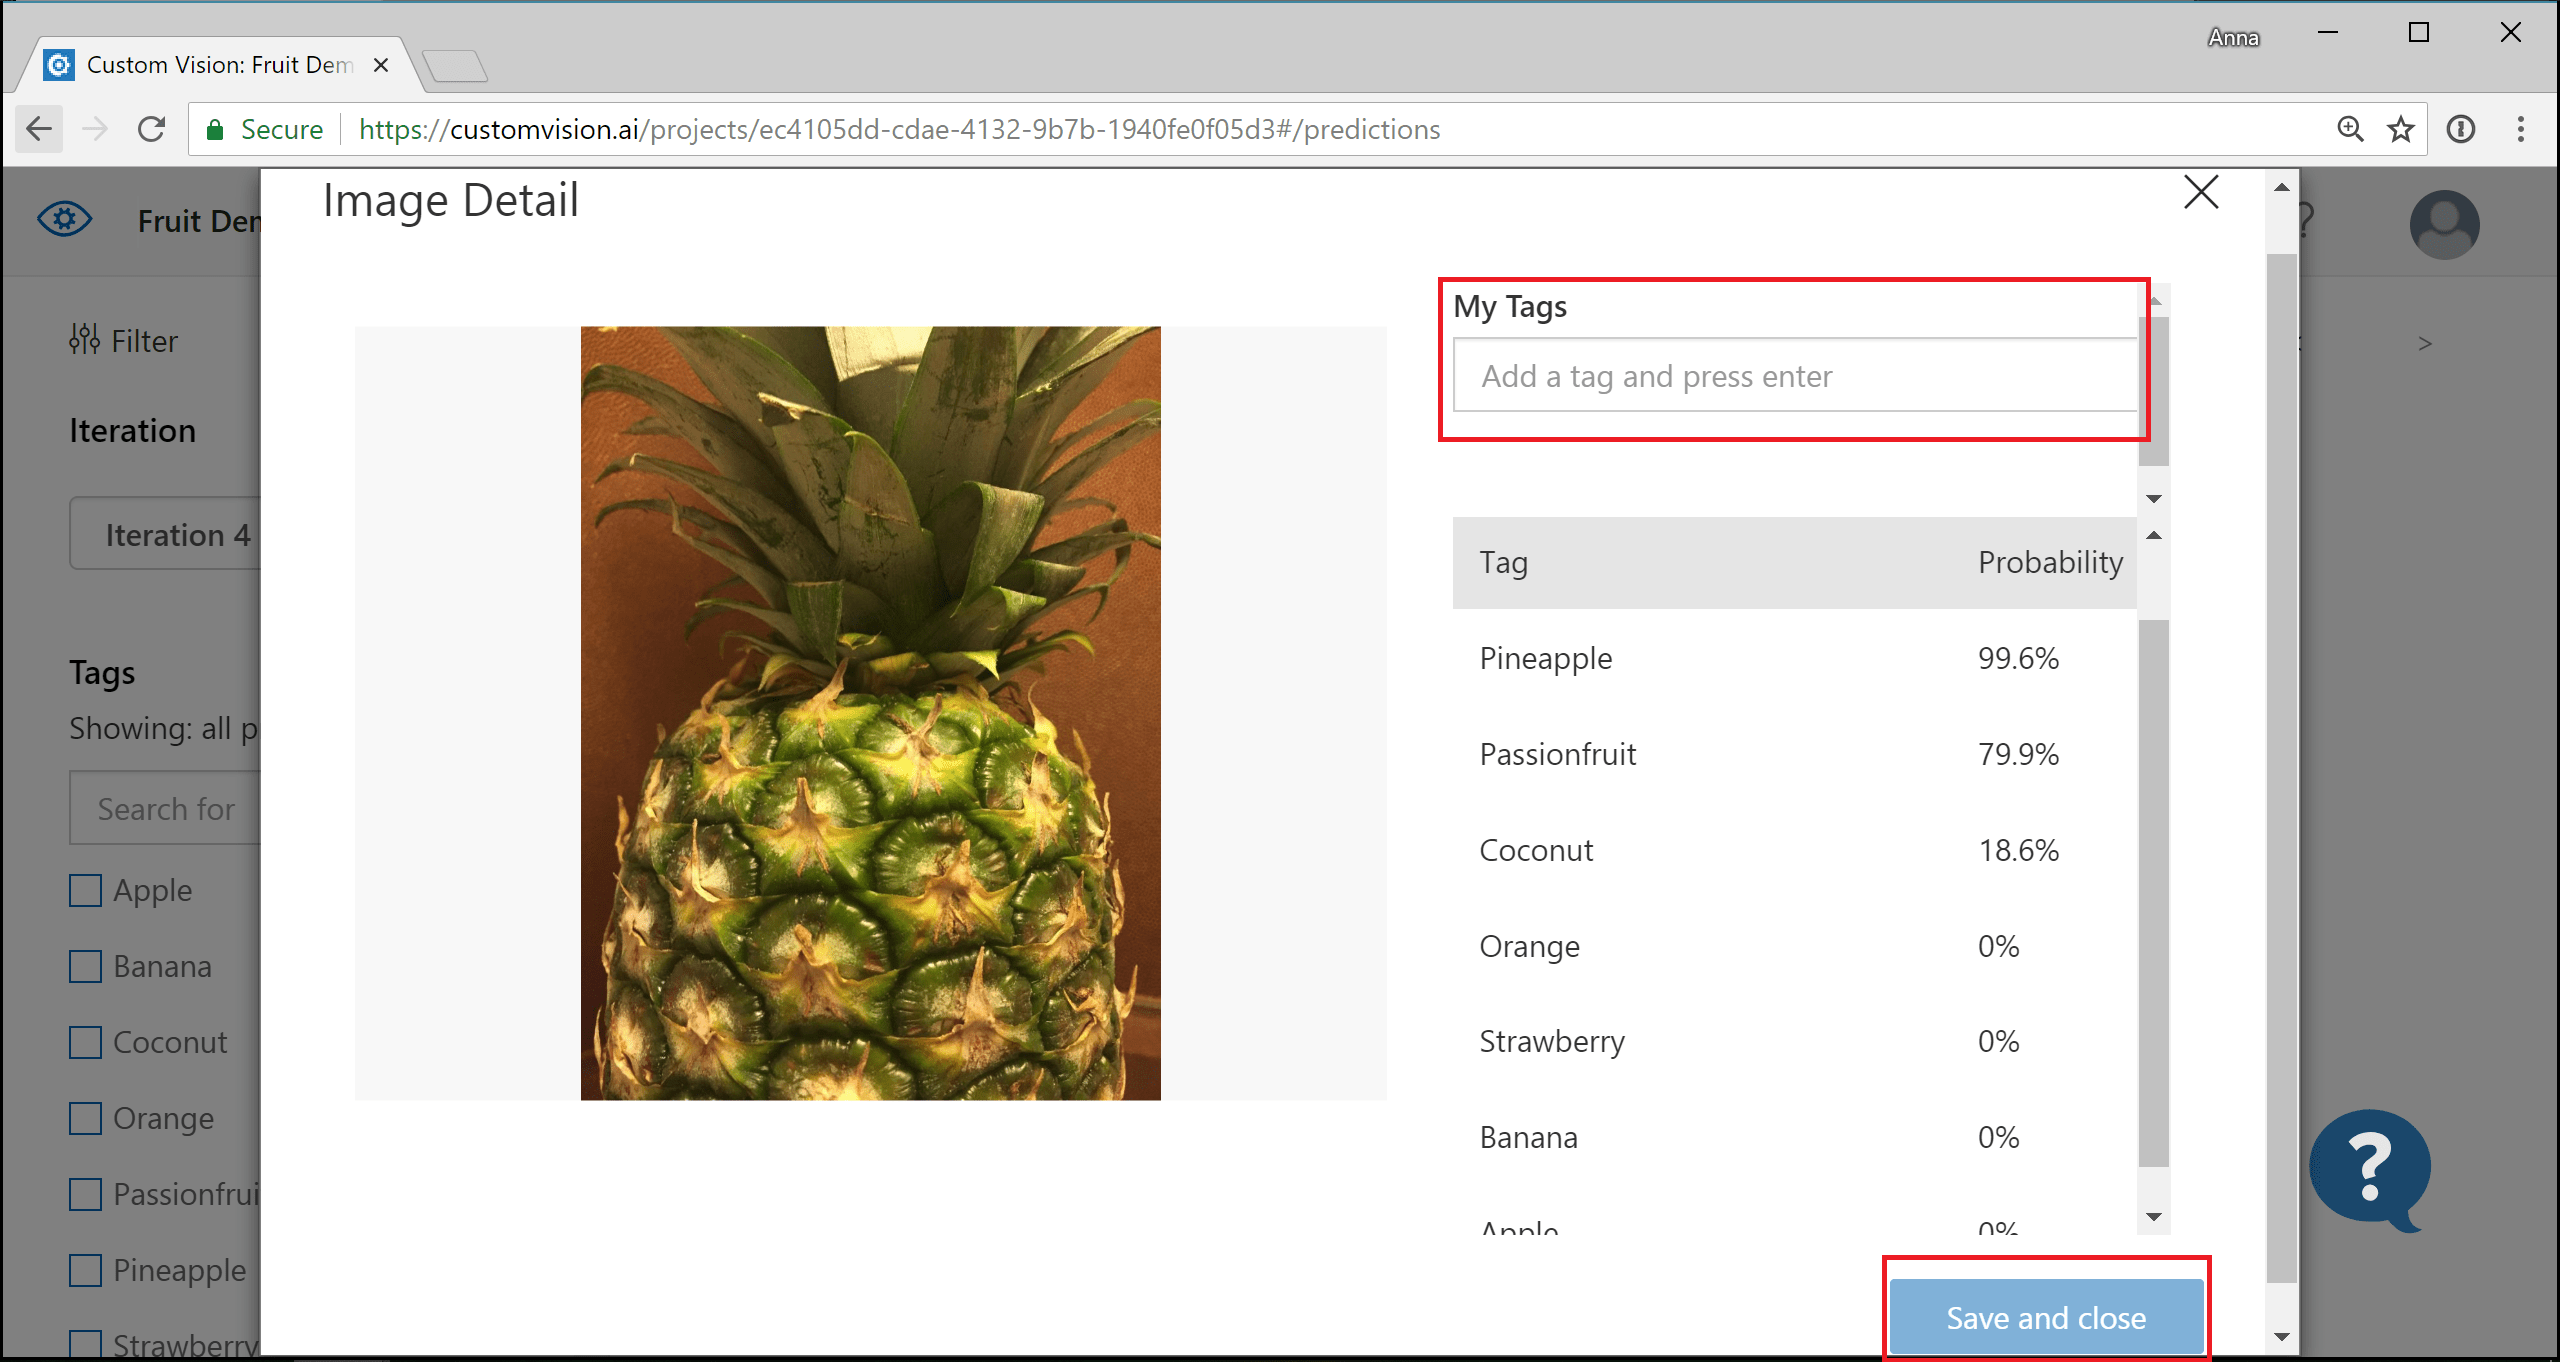 Anna
Custom Vision: Fruit Dem
Secure
https://customvision.ai/projects/ec4105dd-cdae-4132-9b7b-1940fe0f05d3#/predictions
Fruit Dem
Image Detail
Filter
Iteration
Iteration 4
Tags
Showing: all p
Search for
Apple
Banana
Coconut
Orange
Passionfrui
Pineapple
Strawberry
My Tags
Add a tag and press enter
Tag Probability
Pineapple 99.6%
Passionfruit 79.9%
Coconut 18.6%
Orange 0%
Strawberry 0%
Banana 0%
Apple 0%
Save and close